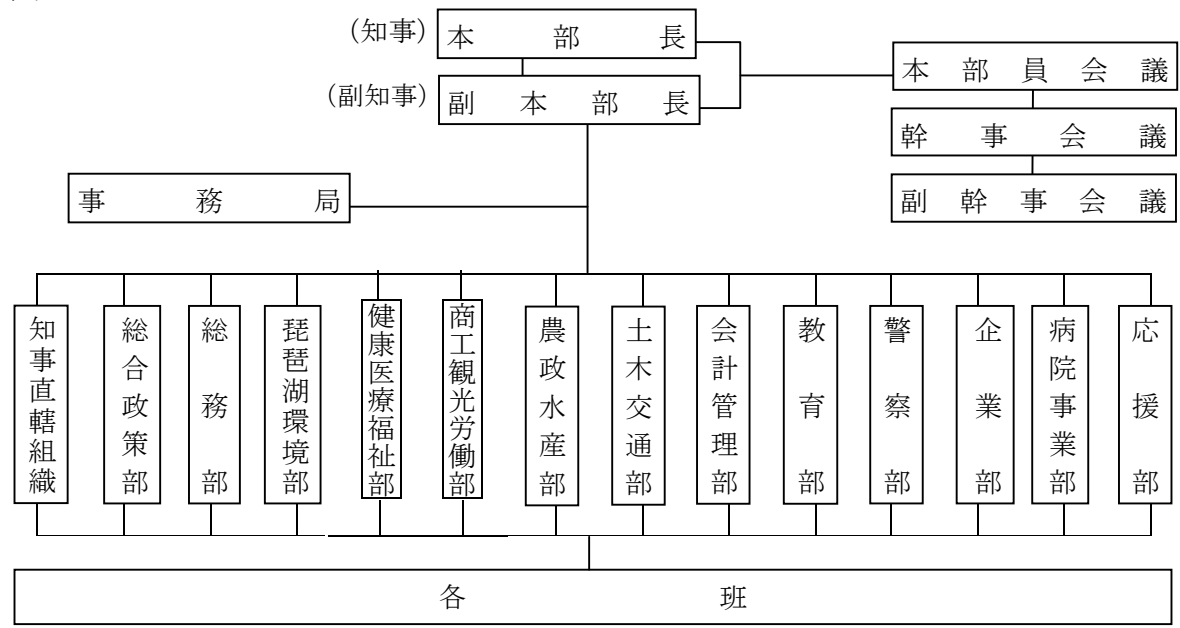 (知事) 本部長
(副知事) 副本部長
本部員会議
幹事会議
副幹事会議
事務局
知事直轄組織
総合政策部
総務部
琵琶湖環境部
健康医療福祉部
商工観光労働部
農政水産部
土木交通部
会計管理部
教育部
警察部
企業部
病院事業部
応援部
各班